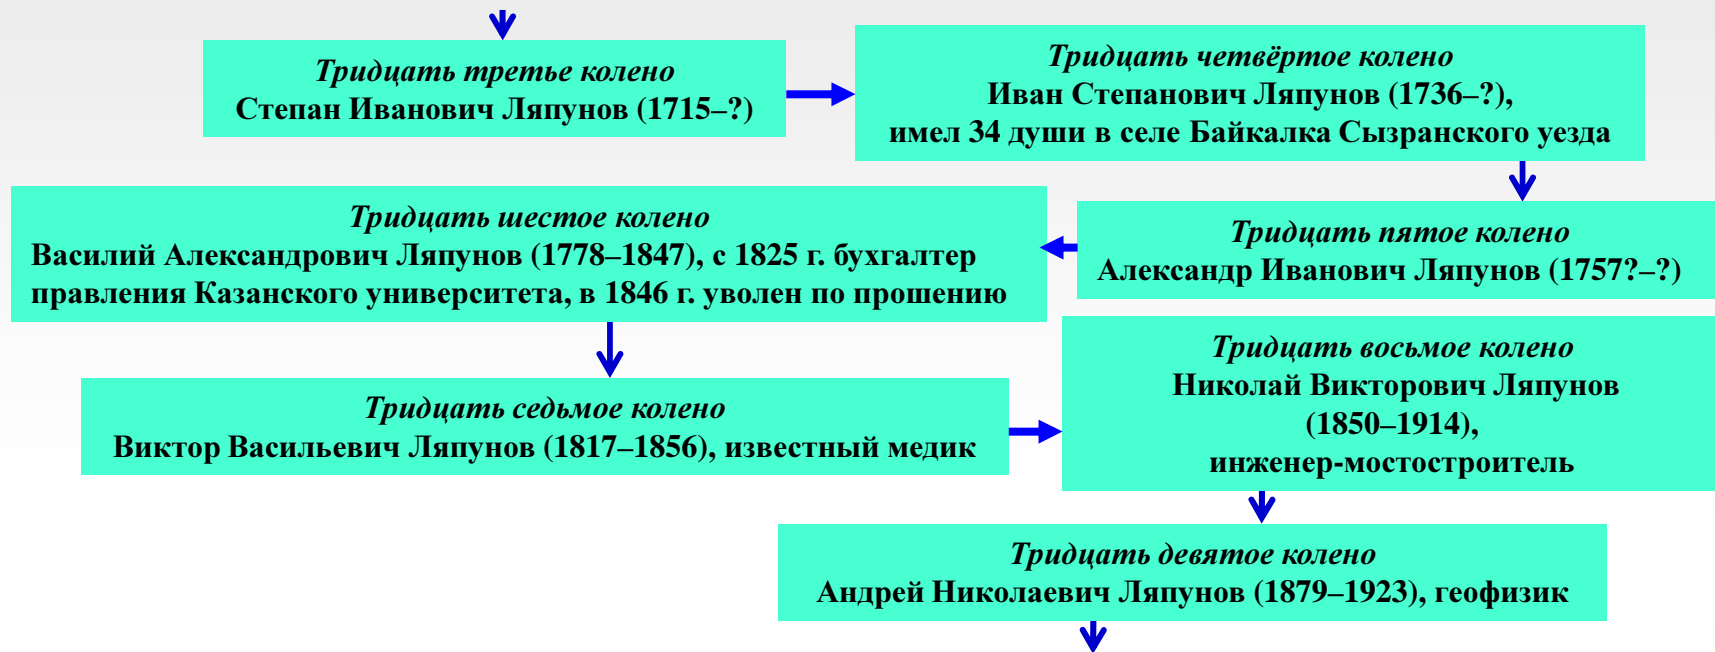 Тридцать третье колено
Степан Иванович Ляпунов (1715–?)
Тридцать четвёртое колено
Иван Степанович Ляпунов (1736–?),
имел 34 души в селе Байкалка Сызранского уезда
Тридцать пятое колено
Александр Иванович Ляпунов (1757?–?)
Тридцать шестое колено
Василий Александрович Ляпунов (1778–1847), с 1825 г. бухгалтер
правления Казанского университета, в 1846 г. уволен по прошению
Тридцать седьмое колено
Виктор Васильевич Ляпунов (1817–1856), известный медик
Тридцать восьмое колено
Николай Викторович Ляпунов
(1850–1914),
инженер-мостостроитель
Тридцать девятое колено
Андрей Николаевич Ляпунов (1879–1923), геофизик